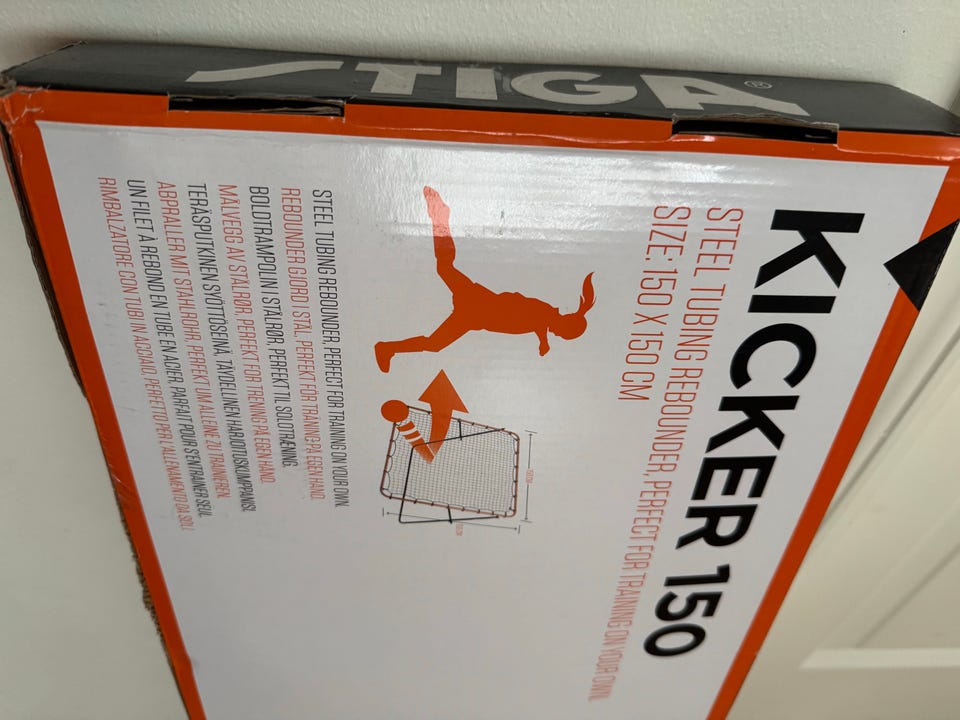 STIGA®
KICKER 150
STEEL TUBING REBOUNDER, PERFECT FOR TRAINING ON YOUR OWN.
SIZE: 150 X 150 CM
STEEL TUBING REBOUNDER, PERFECT FOR TRAINING ON YOUR OWN.
REBOUNDER GJORD I STÅL, PERFEKT FÖR TRÄNING PÅ EGEN HAND.
BOLDTRAMPOLIN I STÅLRØR, PERFEKT TIL SOLOTRÆNING.
MÅLVEGG AV STÅLRØR, PERFEKT FOR TRENING PÅ EGEN HAND.
TERÄSPUTKINEN SYÖTTÖSEINÄ, TÄYDELLINEN HARJOITUSKUMPPANISI.
ABPRALLER MIT STAHLROHR, PERFEKT UM ALLEINE ZU TRAINIEREN.
UN FILET À REBOND EN TUBE EN ACIER, PARFAIT POUR S'ENTRAINER SEUL.
RIMBALZATORE CON TUBI IN ACCIAIO, PERFETTO PER L'ALLENAMENTO DA SOLI.